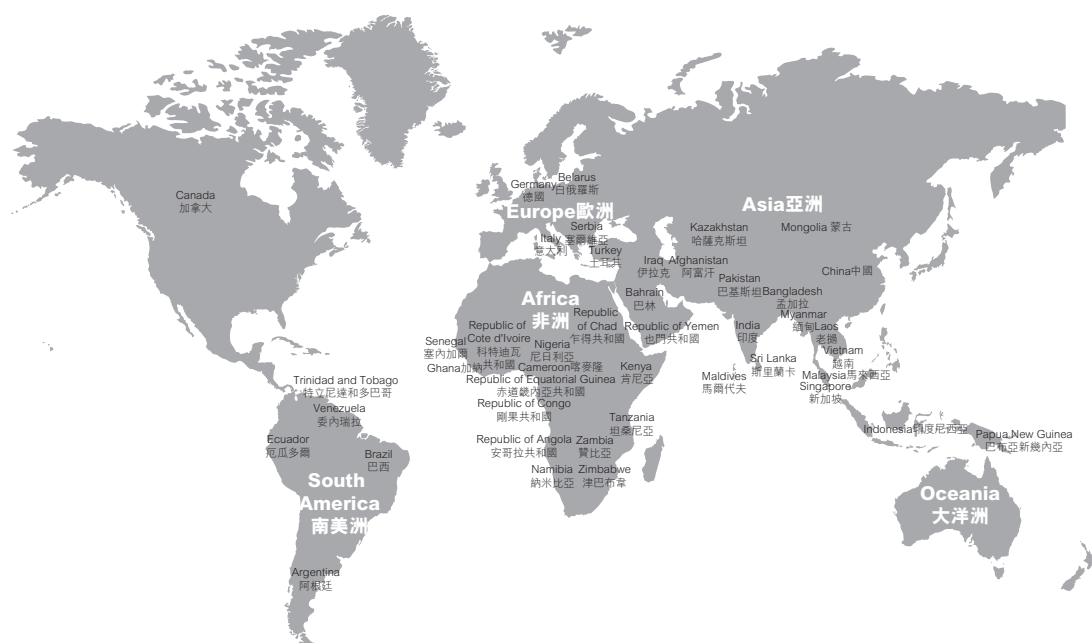 Canada
加拿大
Germany
德國
Belarus
白俄羅斯
Europe歐洲
Serbia
塞爾維亞
Italy
意大利
Turkey
土耳其
Asia亞洲
Kazakhstan
哈薩克斯坦
Mongolia 蒙古
Iraq
伊拉克
Afghanistan
阿富汗
China中國
Pakistan
巴基斯坦
Bangladesh
孟加拉
Bahrain
巴林
Myanmar
緬甸
Laos
老撾
India
印度
Vietnam
越南
Sri Lanka
斯里蘭卡
Maldives
馬爾代夫
Malaysia馬來西亞
Singapore
新加坡
Indonesia印度尼西亞
Papua New Guinea
巴布亞新幾內亞
Africa
非洲
Republic
of Chad
乍得共和國
Republic of Yemen
也門共和國
Republic of
Cote d'Ivoire
科特迪瓦
共和國
Senegal
塞內加爾
Ghana加納
Nigeria
尼日利亞
Cameroon喀麥隆
Kenya
肯尼亞
Republic of Equatorial Guinea
赤道畿內亞共和國
Republic of Congo
剛果共和國
Tanzania
坦桑尼亞
Republic of Angola
安哥拉共和國
Zambia
贊比亞
Namibia
納米比亞
Zimbabwe
津巴布韋
Trinidad and Tobago
特立尼達和多巴哥
Venezuela
委內瑞拉
Ecuador
厄瓜多爾
Brazil
巴西
South
America
南美洲
Argentina
阿根廷
Oceania
大洋洲